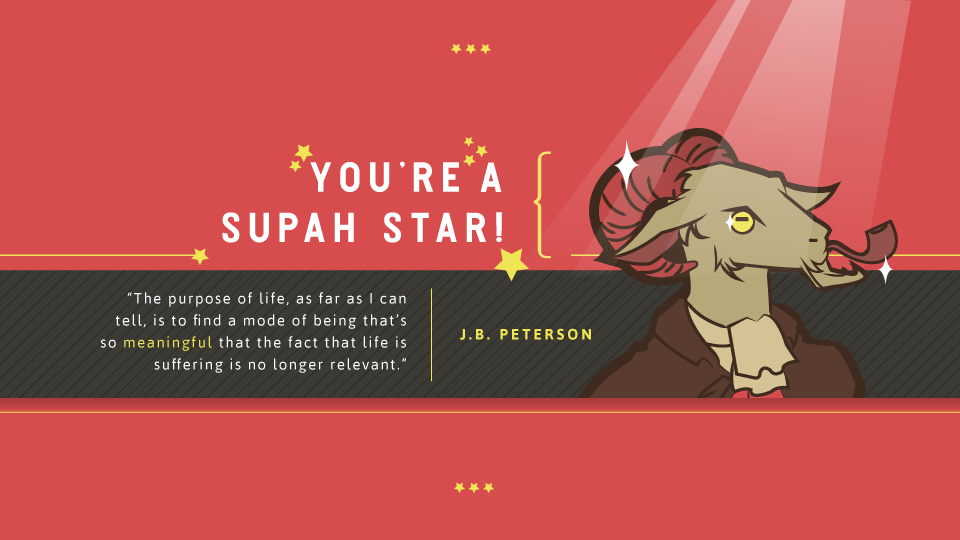 YOU'RE A
SUPAH STAR!
“The purpose of life, as far as I can
tell, is to find a mode of being that’s
so meaningful that the fact that life is
suffering is no longer relevant.”
J.B. PETERSON